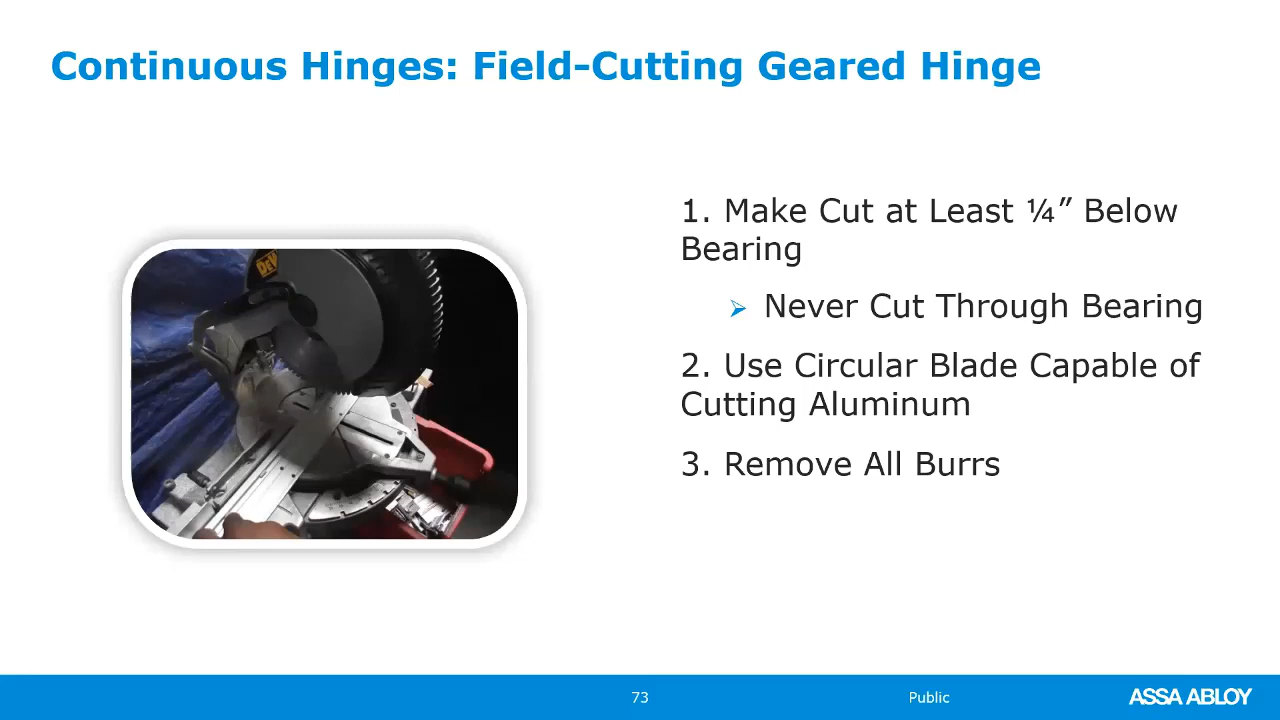 Continuous Hinges: Field-Cutting Geared Hinge
1. Make Cut at Least ¼” Below
Bearing
Never Cut Through Bearing
2. Use Circular Blade Capable of
Cutting Aluminum
3. Remove All Burrs
73
Public
ASSA ABLOY